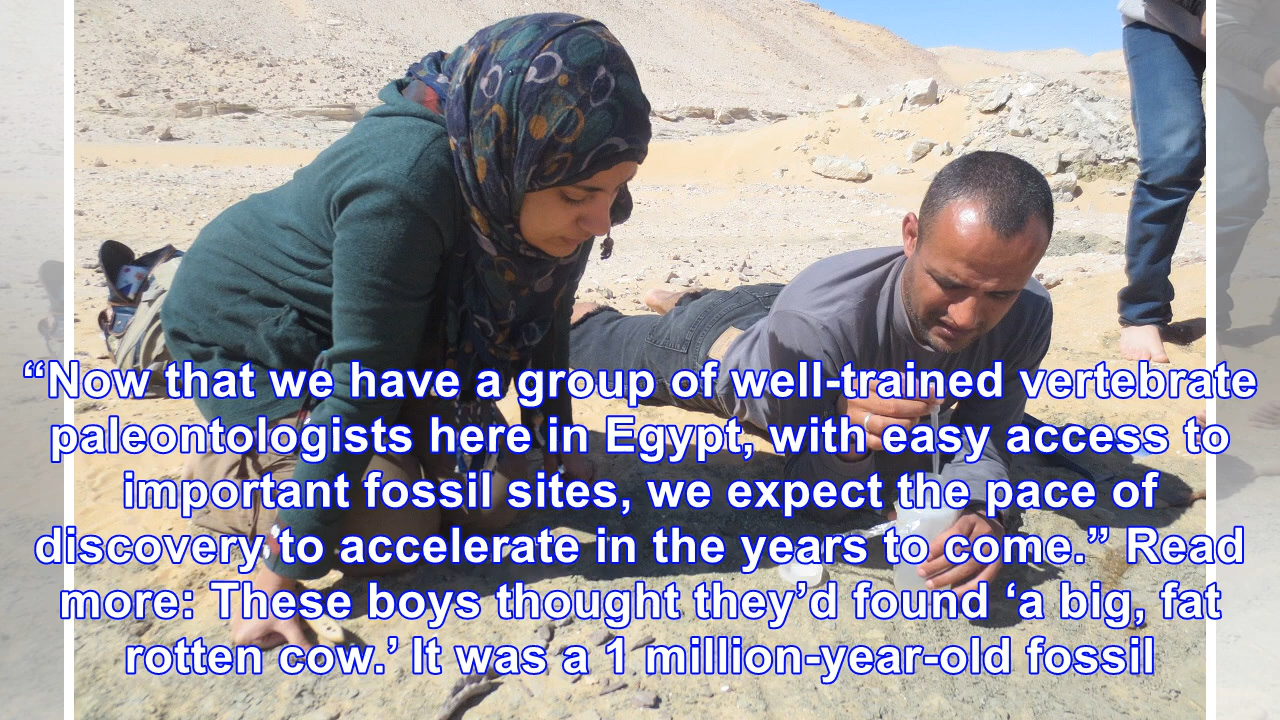 “Now that we have a group of well-trained vertebrate
paleontologists here in Egypt, with easy access to
important fossil sites, we expect the pace of
discovery to accelerate in the years to come.” Read
more: These boys thought they’d found ‘a big, fat
rotten cow.’ It was a 1 million-year-old fossil